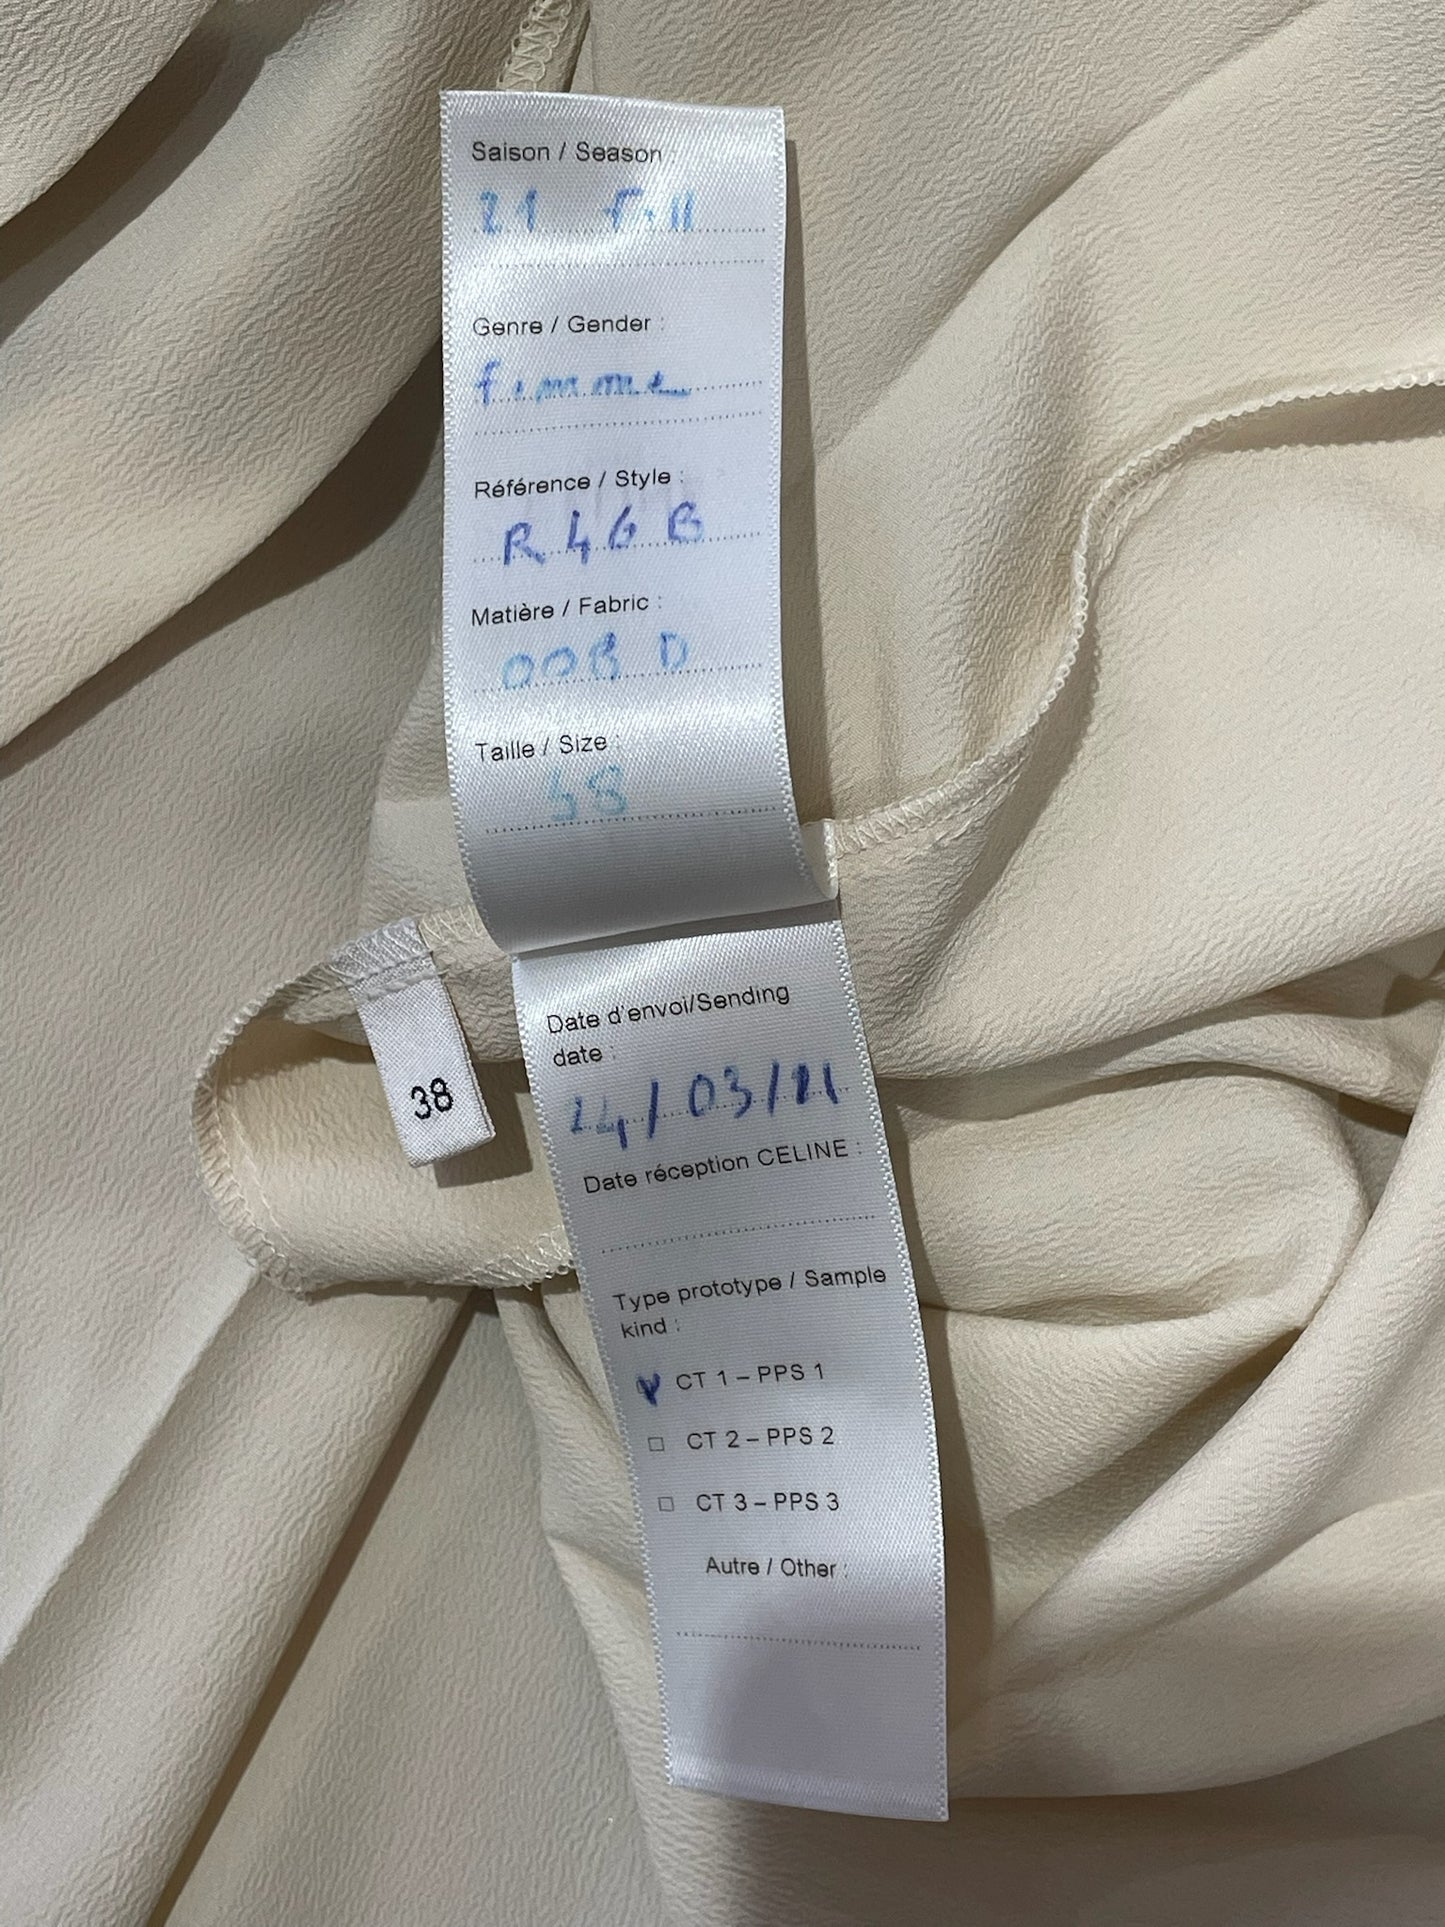 Saison / Season :
21 Fall
Genre / Gender :
femme
Référence / Style :
R46B
Matière / Fabric :
00B D
Taille / Size :
38
Date d'envoi/Sending
date :
24/03/21
Date réception CELINE :
Type prototype / Sample
kind :
CT 1 – PPS 1
CT 2 – PPS 2
CT 3 – PPS 3
Autre / Other :
38